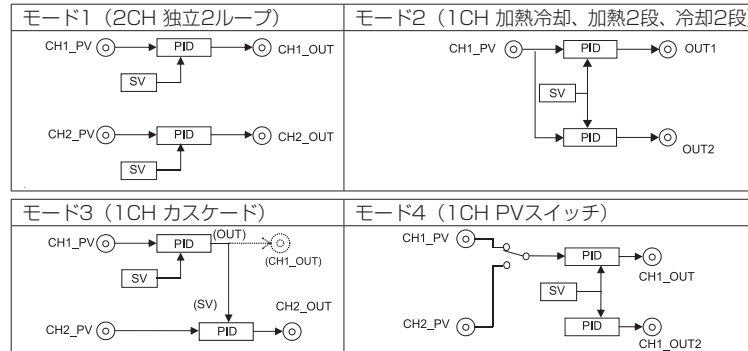 モード1（2CH 独立2ループ）
CH1_PV
PID
CH1_OUT
SV
CH2_PV
PID
CH2_OUT
SV
モード2（1CH 加熱冷却、加熱2段、冷却2段）
CH1_PV
PID
OUT1
SV
PID
OUT2
モード3（1CH カスケード）
CH1_PV
PID
(OUT)
(CH1_OUT)
SV
(SV)
CH2_OUT
CH2_PV
PID
モード4（1CH PVスイッチ）
CH1_PV
PID
CH1_OUT
SV
CH2_PV
PID
CH1_OUT2